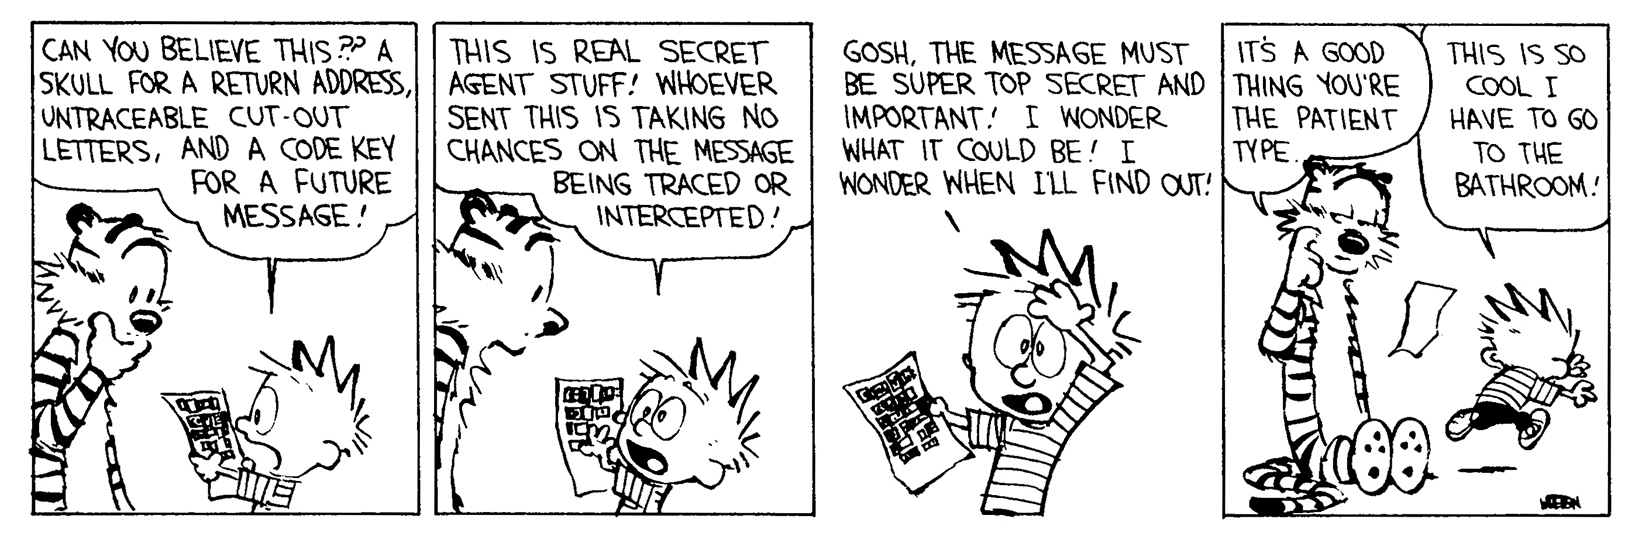 CAN YOU BELIEVE THIS?? A
SKULL FOR A RETURN ADDRESS,
UNTRACEABLE CUT-OUT
LETTERS, AND A CODE KEY
FOR A FUTURE
MESSAGE!
THIS IS REAL SECRET
AGENT STUFF! WHOEVER
SENT THIS IS TAKING NO
CHANCES ON THE MESSAGE
BEING TRACED OR
INTERCEPTED!
GOSH, THE MESSAGE MUST
BE SUPER TOP SECRET AND
IMPORTANT! I WONDER
WHAT IT COULD BE! I
WONDER WHEN I'LL FIND OUT!
IT'S A GOOD
THING YOU'RE
THE PATIENT
TYPE.
THIS IS SO
COOL I
HAVE TO GO
TO THE
BATHROOM!